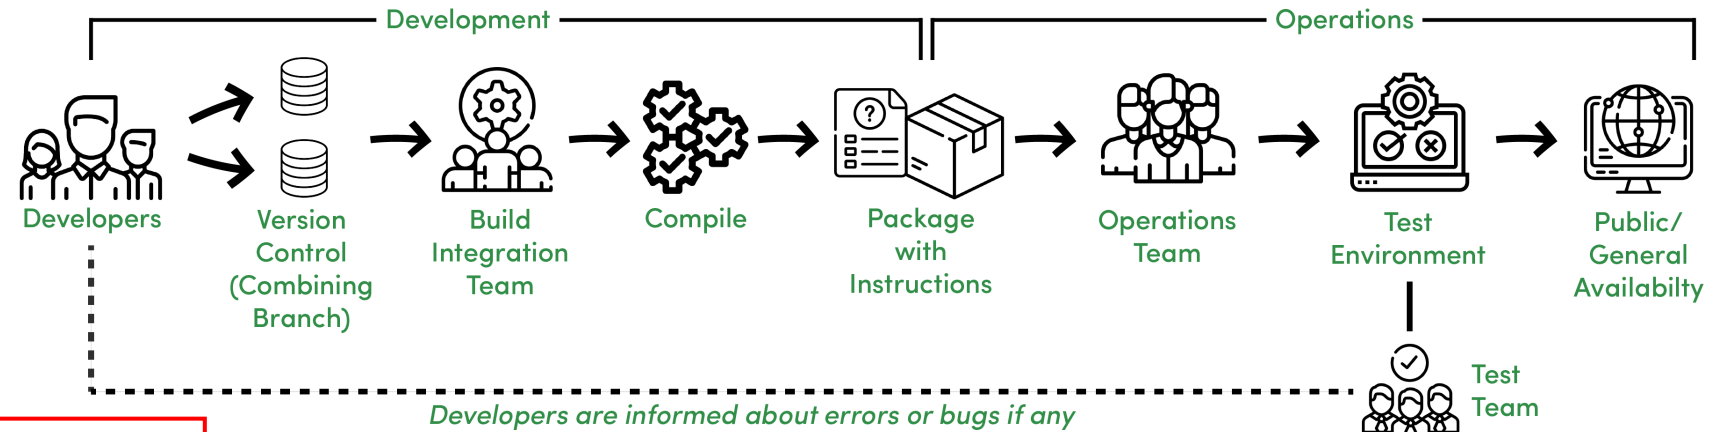 Development
Operations
Developers
Version
Control
(Combining
Branch)
Build
Integration
Team
Compile
Package
with
Instructions
Operations
Team
Test
Environment
Public/
General
Availabilty
Test
Team
Developers are informed about errors or bugs if any